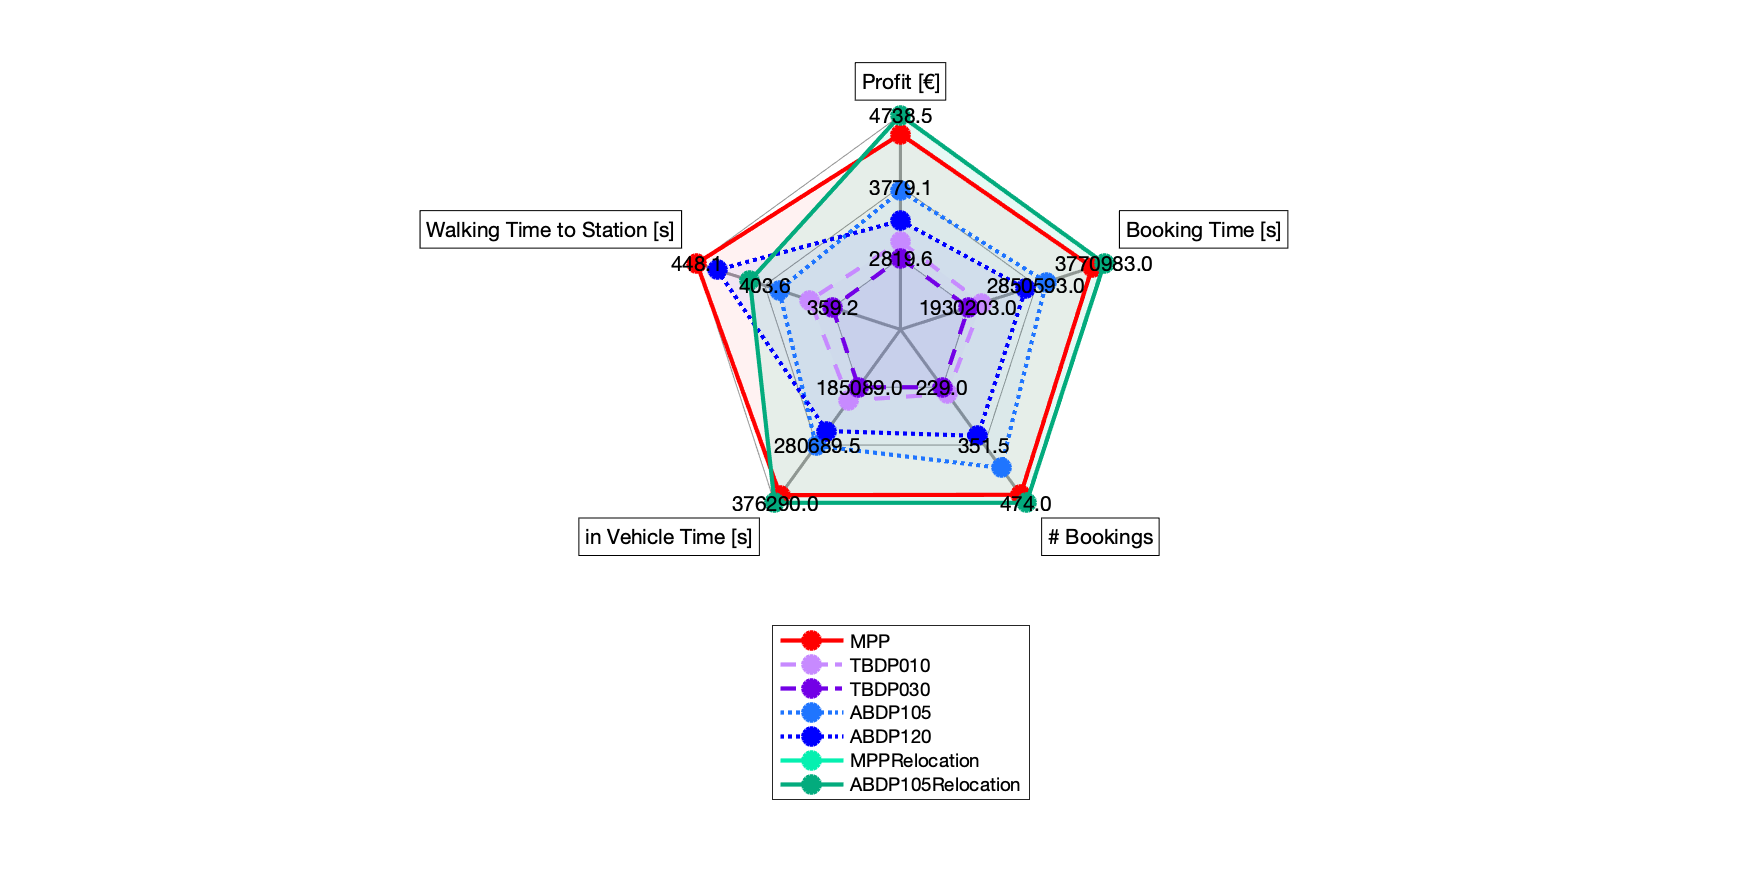 Profit [€]
4738.5
3779.1
2819.6
Walking Time to Station [s]
448.1
403.6
359.2
Booking Time [s]
3770983.0
2850593.0
1930203.0
185089.0
229.0
280689.5
351.5
376290.0
474.0
in Vehicle Time [s]
# Bookings
MPP
TBDP010
TBDP030
ABDP105
ABDP120
MPPRelocation
ABDP105Relocation